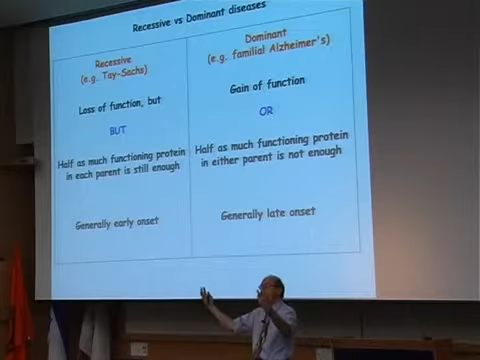 Recessive vs Dominant diseases
Recessive
(e.g. Tay-Sachs)
Loss of function, but
BUT
Half as much functioning protein
in each parent is still enough
Generally early onset
Dominant
(e.g. familial Alzheimer's)
Gain of function
OR
Half as much functioning protein
in either parent is not enough
Generally late onset